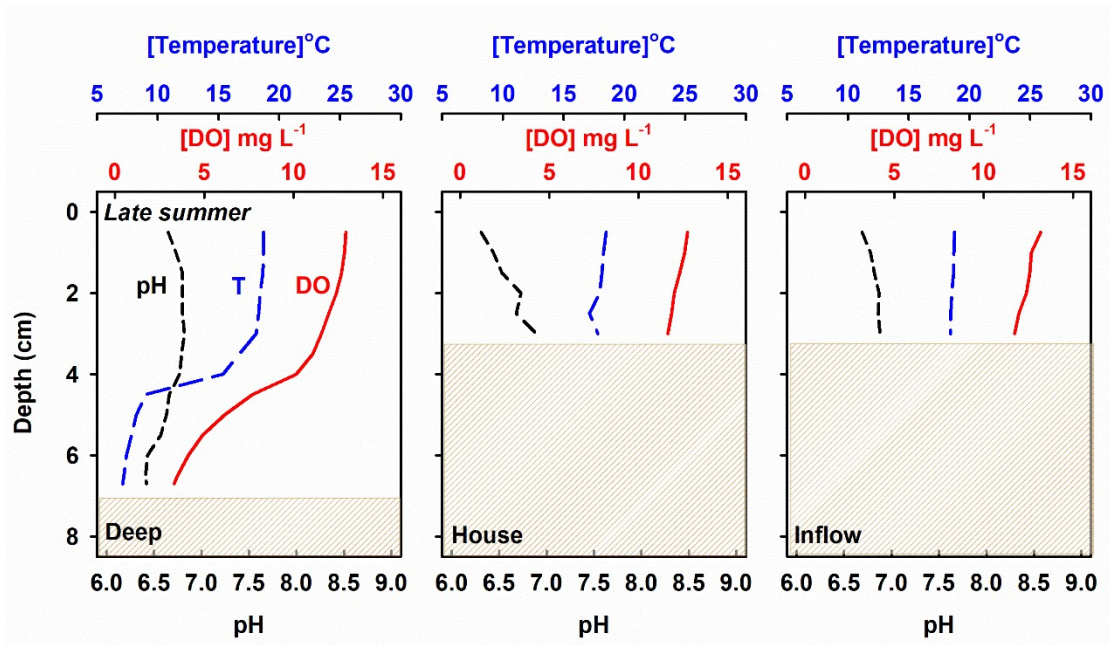 [Temperature]°C [Temperature]°C [Temperature]°C
5 10 15 20 25 30 5 10 15 20 25 30 5 10 15 20 25 30
[DO] mg L⁻¹ [DO] mg L⁻¹ [DO] mg L⁻¹
0 5 10 15 0 5 10 15 0 5 10 15
0 Late summer
pH T DO
2
4
Depth (cm)
6
8 Deep House Inflow
6.0 6.5 7.0 7.5 8.0 8.5 9.0 6.0 6.5 7.0 7.5 8.0 8.5 9.0 6.0 6.5 7.0 7.5 8.0 8.5 9.0
pH pH pH